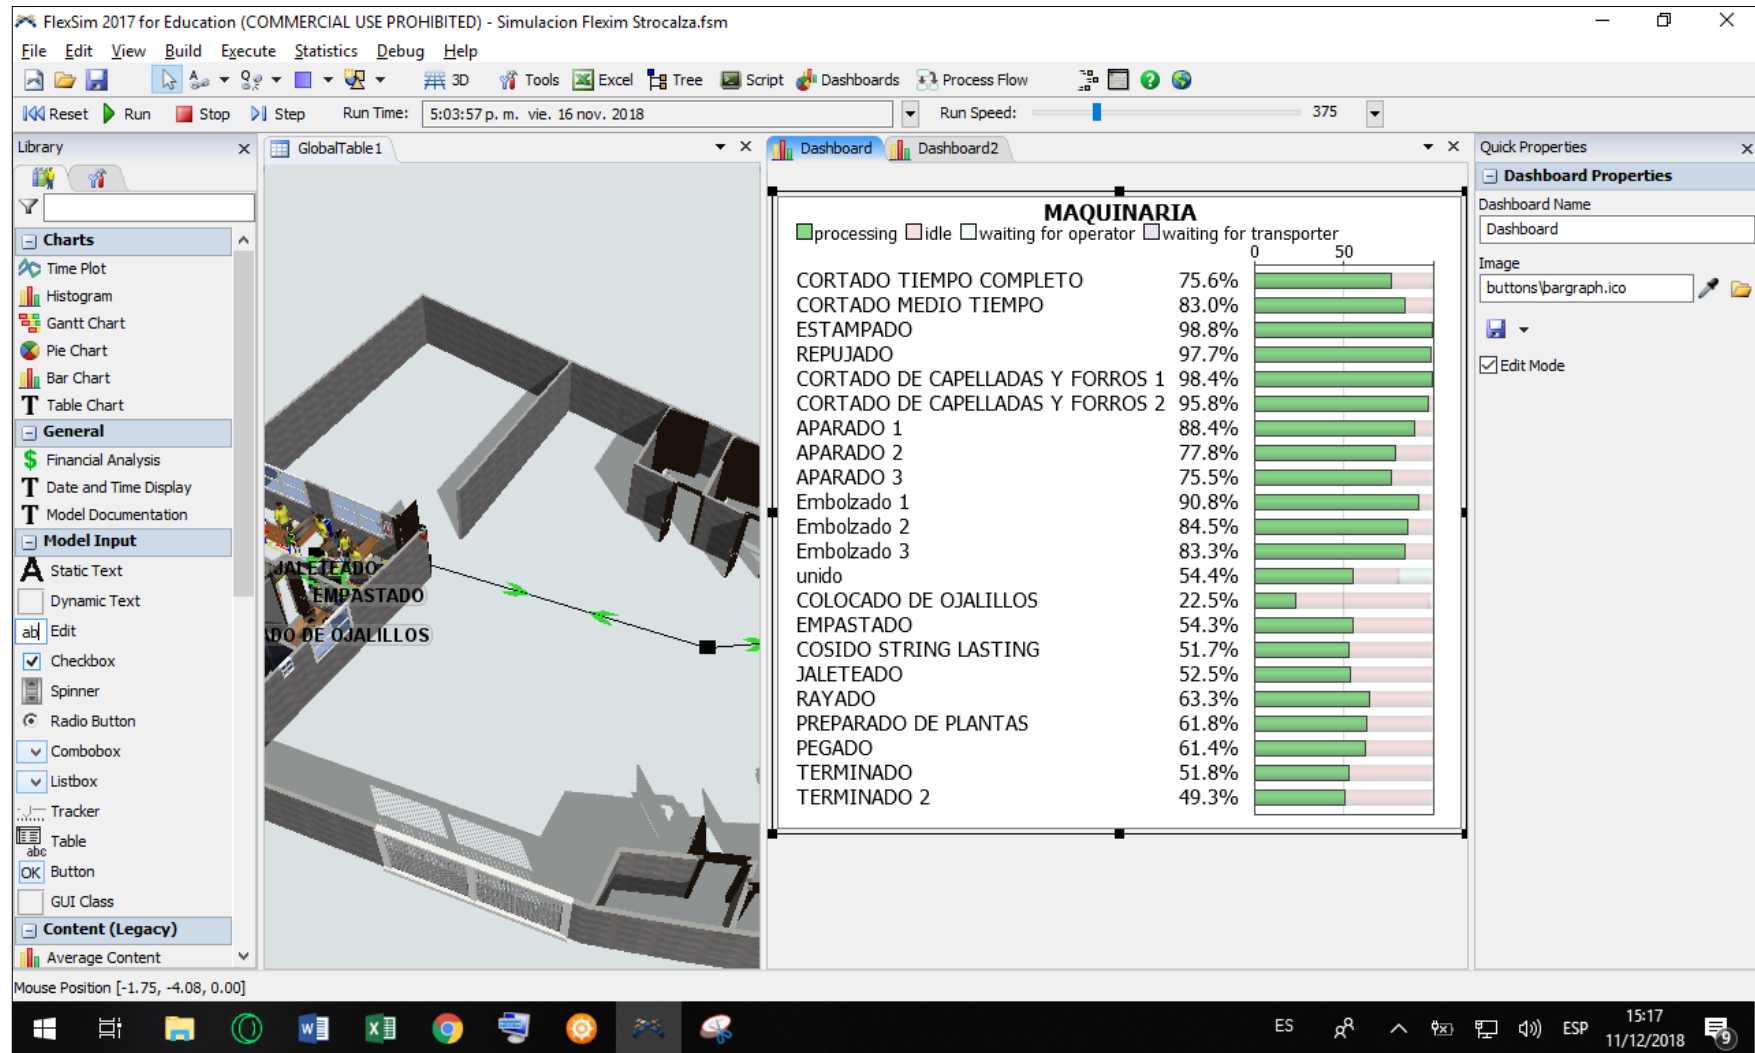 FlexSim 2017 for Education (COMMERCIAL USE PROHIBITED) - Simulacion Flexim Strocalza.fsm
File Edit View Build Execute Statistics Debug Help
3D Tools Excel Tree Script Dashboards Process Flow
Reset Run Stop Step Run Time: 5:03:57 p. m. vie. 16 nov. 2018 Run Speed: 375
Library
Charts
Time Plot
Histogram
Gantt Chart
Pie Chart
Bar Chart
Table Chart
General
Financial Analysis
Date and Time Display
Model Documentation
Model Input
Static Text
Dynamic Text
Edit
Checkbox
Spinner
Radio Button
Combobox
Listbox
Tracker
Table
Button
GUI Class
Content (Legacy)
Average Content
GlobalTable1
JALETEADO
EMPASTADO
DO DE OJALILLOS
Dashboard Dashboard2
MAQUINARIA
processing idle waiting for operator waiting for transporter
0 50
CORTADO TIEMPO COMPLETO 75.6%
CORTADO MEDIO TIEMPO 83.0%
ESTAMPADO 98.8%
REPUJADO 97.7%
CORTADO DE CAPELLADAS Y FORROS 1 98.4%
CORTADO DE CAPELLADAS Y FORROS 2 95.8%
APARADO 1 88.4%
APARADO 2 77.8%
APARADO 3 75.5%
Embolzado 1 90.8%
Embolzado 2 84.5%
Embolzado 3 83.3%
unido 54.4%
COLOCADO DE OJALILLOS 22.5%
EMPASTADO 54.3%
COSIDO STRING LASTING 51.7%
JALETEADO 52.5%
RAYADO 63.3%
PREPARADO DE PLANTAS 61.8%
PEGADO 61.4%
TERMINADO 51.8%
TERMINADO 2 49.3%
Quick Properties
Dashboard Properties
Dashboard Name
Dashboard
Image
buttons\bargraph.ico
Edit Mode
Mouse Position [-1.75, -4.08, 0.00]
ES ESP 15:17
11/12/2018 9